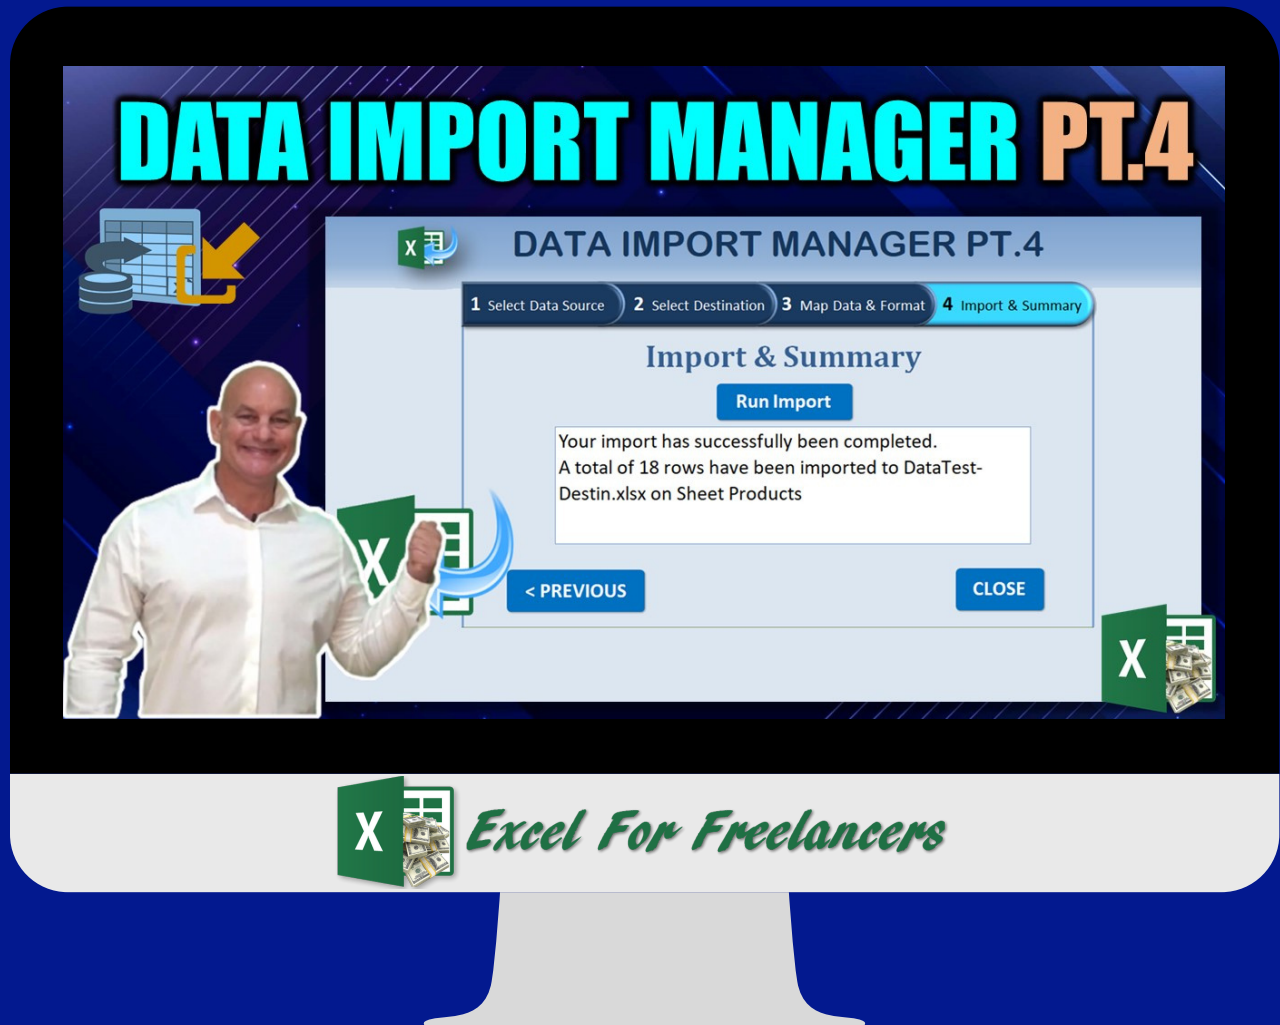 DATA IMPORT MANAGER PT.4
DATA IMPORT MANAGER PT.4
1 Select Data Source 2 Select Destination 3 Map Data & Format 4 Import & Summary
Import & Summary
Run Import
Your import has successfully been completed.
A total of 18 rows have been imported to DataTest-
Destin.xlsx on Sheet Products
< PREVIOUS
CLOSE
Excel For Freelancers